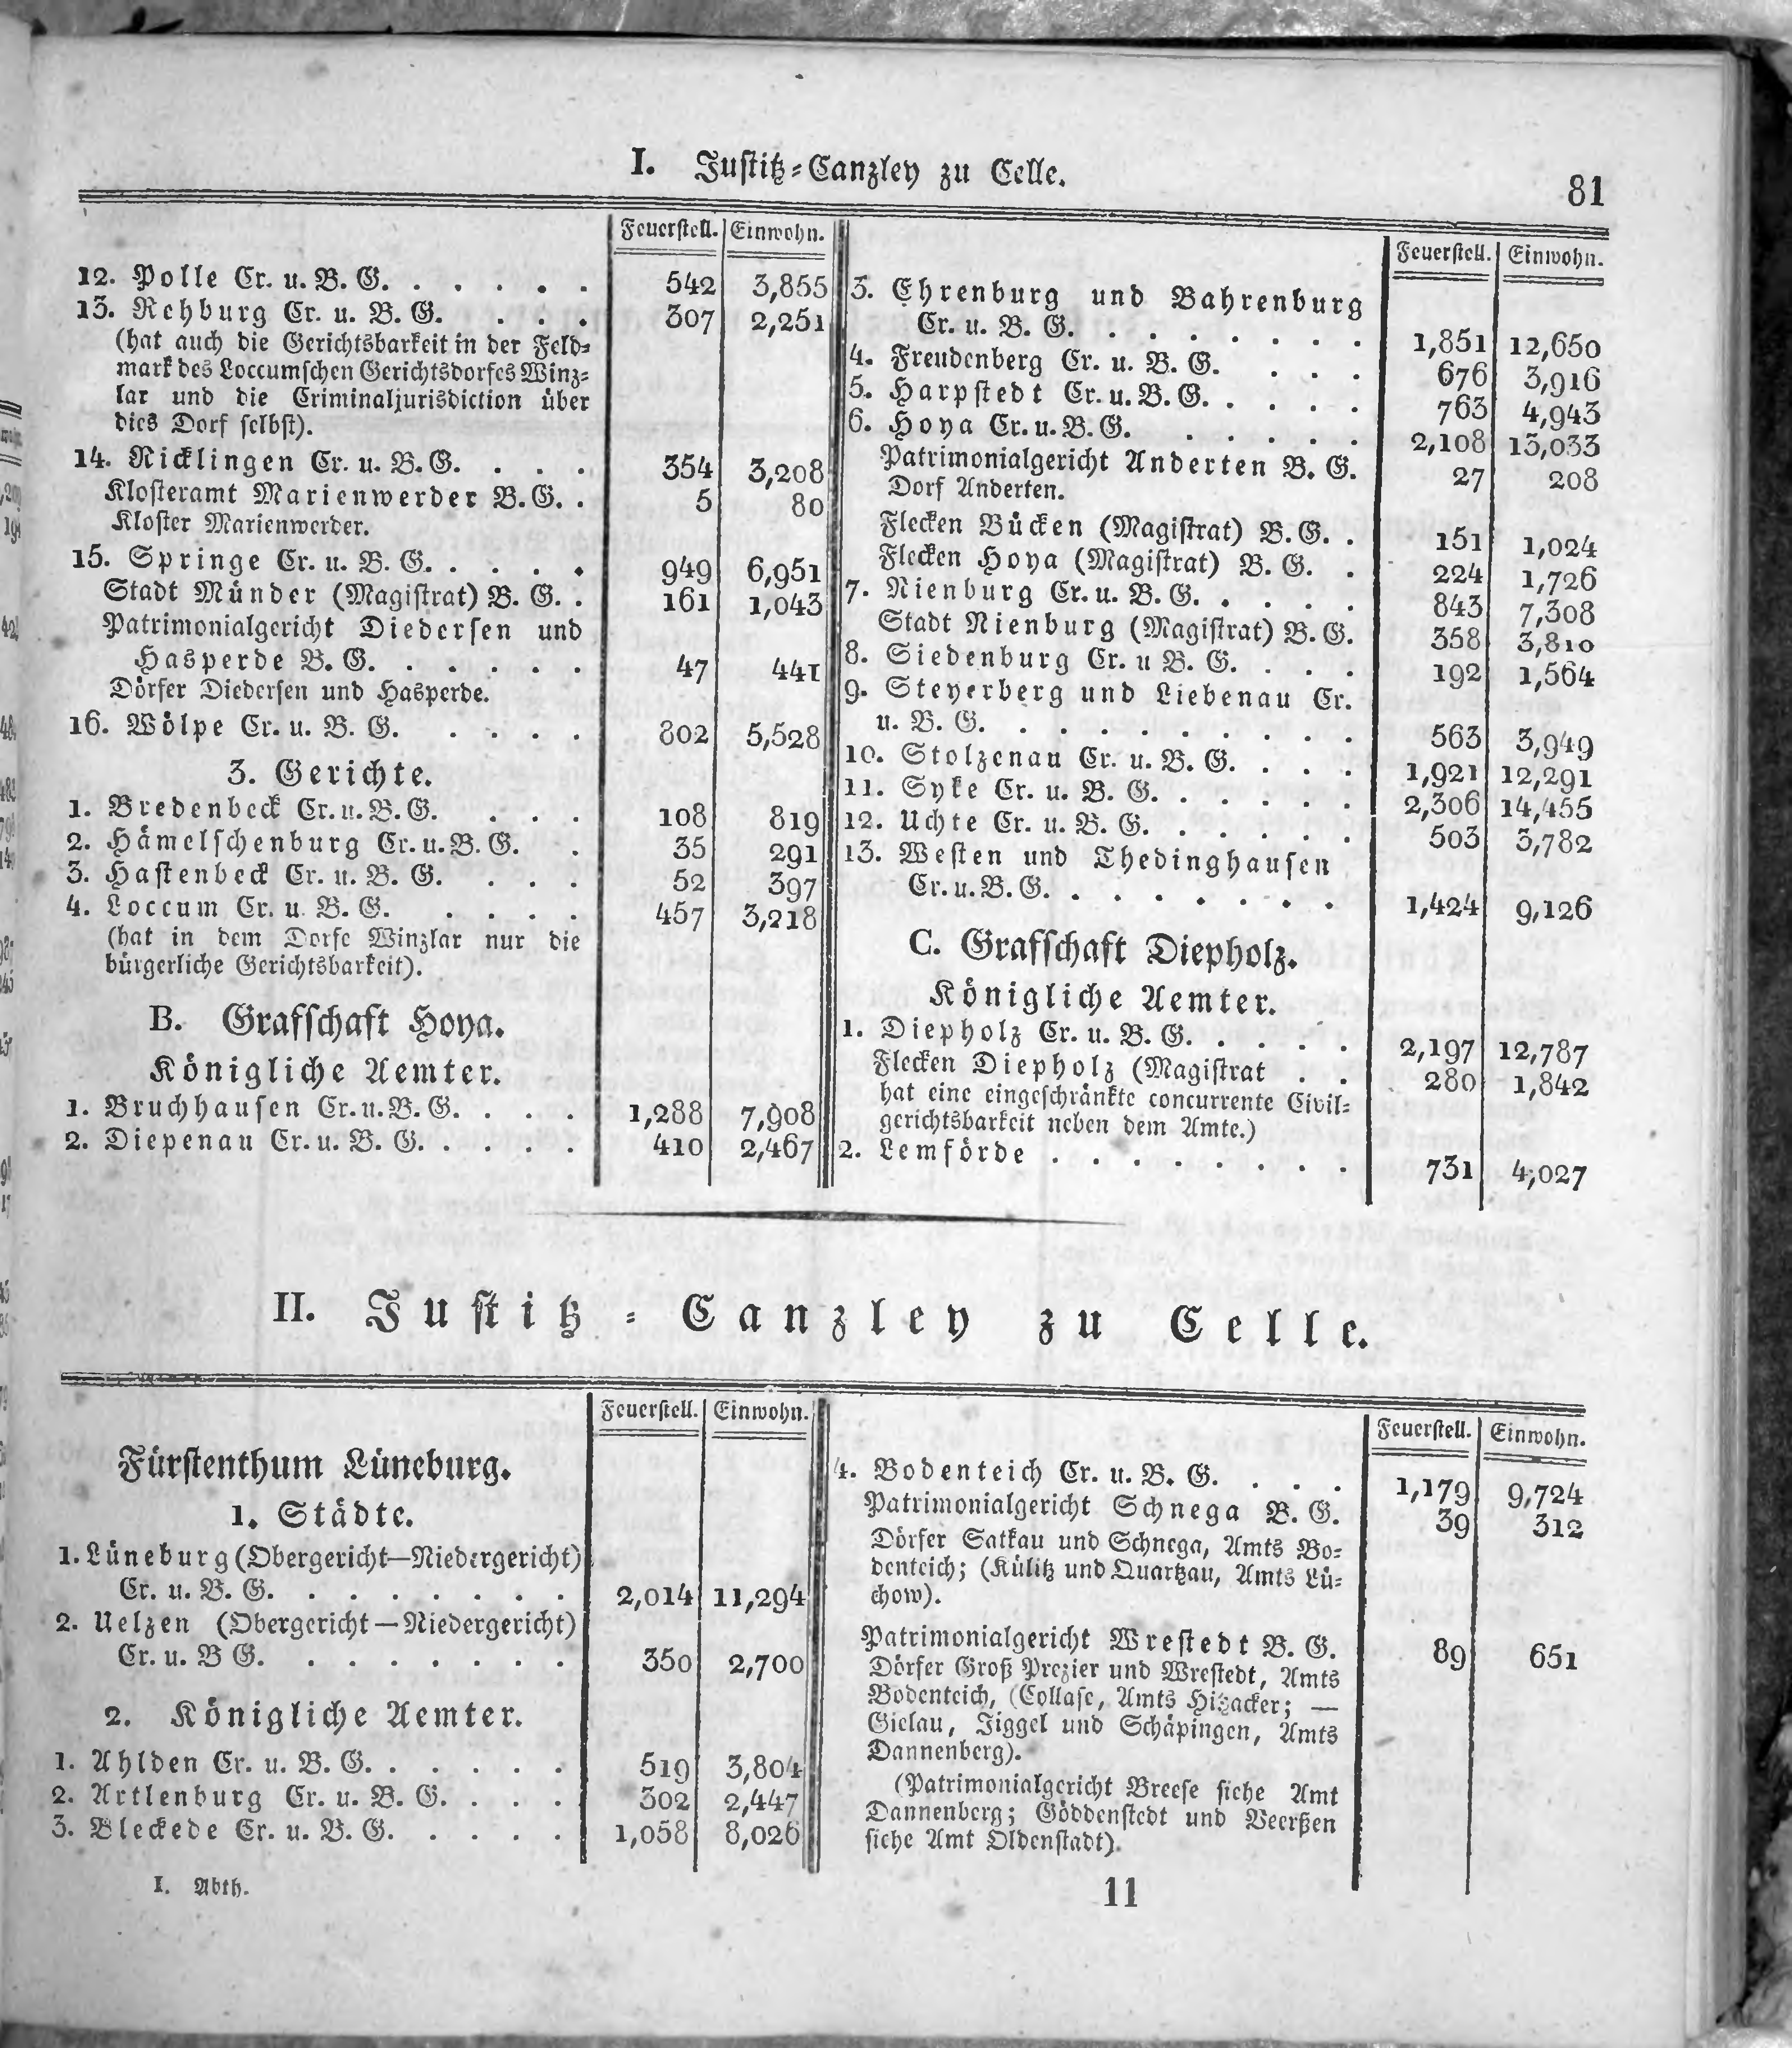 I. Justitz-Canzley zu Celle.
81
Feuerstell. Einwohn.
12. Polle Cr. u. B. G. . . . . . 542 3,855
13. Rehburg Cr. u. B. G. . . . 307 2,251
(hat auch die Gerichtsbarkeit in der Feld-
mark des Loccumschen Gerichtsdorfes Winz-
lar und die Criminaljurisdiction über
dies Dorf selbst).
14. Ricklingen Cr. u. B. G. . . . 354 3,208
Klosteramt Marienwerder B. G. . 5 80
Kloster Marienwerder.
15. Springe Cr. u. B. G. . . . . 949 6,951
Stadt Münder (Magistrat) B. G. . 161 1,043
Patrimonialgericht Diedersen und
Hasperde B. G. . . . . . 47 441
Dörfer Diedersen und Hasperde.
16. Wölpe Cr. u. B. G. . . . . 802 5,528
3. Gerichte.
1. Bredenbeck Cr. u. B. G. . . . 108 819
2. Hämelschenburg Cr. u. B. G. . 35 291
3. Hastenbeck Cr. u. B. G. . . . 52 397
4. Loccum Cr. u. B. G. . . . . 457 3,218
(hat in dem Dorfe Winzlar nur die
bürgerliche Gerichtsbarkeit).
B. Grafschaft Hoya.
Königliche Aemter.
1. Bruchhausen Cr. u. B. G. . . . 1,288 7,908
2. Diepenau Cr. u. B. G. . . . . 410 2,467
Feuerstell. Einwohn.
3. Ehrenburg und Bahrenburg
Cr. u. B. G. . . . . . . . 1,851 12,650
4. Freudenberg Cr. u. B. G. . . . 676 3,916
5. Harpstedt Cr. u. B. G. . . . . 763 4,943
6. Hoya Cr. u. B. G. . . . . . 2,108 13,033
Patrimonialgericht Anderten B. G. 27 208
Dorf Anderten.
Flecken Bücken (Magistrat) B. G. . 151 1,024
Flecken Hoya (Magistrat) B. G. . 224 1,726
7. Nienburg Cr. u. B. G. . . . . 843 7,308
Stadt Nienburg (Magistrat) B. G. 358 3,810
8. Siedenburg Cr. u B. G. . . . 192 1,564
9. Steyerberg und Liebenau Cr.
u. B. G. . . . . . . . . . 563 3,949
10. Stolzenau Cr. u. B. G. . . . 1,921 12,291
11. Syke Cr. u. B. G. . . . . . 2,306 14,455
12. Uchte Cr. u. B. G. . . . . . 503 3,782
13. Westen und Thedinghausen
Cr. u. B. G. . . . . . . . 1,424 9,126
C. Grafschaft Diepholz.
Königliche Aemter.
1. Diepholz Cr. u. B. G. . . . . 2,197 12,787
Flecken Diepholz (Magistrat . . 280 1,842
hat eine eingeschränkte concurrente Civil-
gerichtsbarkeit neben dem Amte.)
2. Lemförde . . . . . . . . 731 4,027
II. Justitz-Canzley zu Celle.
Feuerstell. Einwohn.
Fürstenthum Lüneburg.
1. Städte.
1. Lüneburg (Obergericht—Niedergericht)
Cr. u. B. G. . . . . . . . 2,014 11,294
2. Uelzen (Obergericht—Niedergericht)
Cr. u. B G. . . . . . . . 350 2,700
2. Königliche Aemter.
1. Ahlden Cr. u. B. G. . . . . . 519 3,804
2. Artlenburg Cr. u. B. G. . . . 302 2,447
3. Bleckede Cr. u. B. G. . . . . 1,058 8,026
Feuerstell. Einwohn.
4. Bodenteich Cr. u. B. G. . . . 1,179 9,724
Patrimonialgericht Schnega B. G. 39 312
Dörfer Satkau und Schnega, Amts Bo-
denteich; (Külitz und Quartzau, Amts Lü-
chow).
Patrimonialgericht Wrestedt B. G. 89 651
Dörfer Groß Prezier und Wrestedt, Amts
Bodenteich, (Collase, Amts Hitzacker; —
Gielau, Jiggel und Schäpingen, Amts
Dannenberg).
(Patrimonialgericht Breese siehe Amt
Dannenberg; Göddenstedt und Veerßen
siehe Amt Oldenstadt).
I. Abth.
11